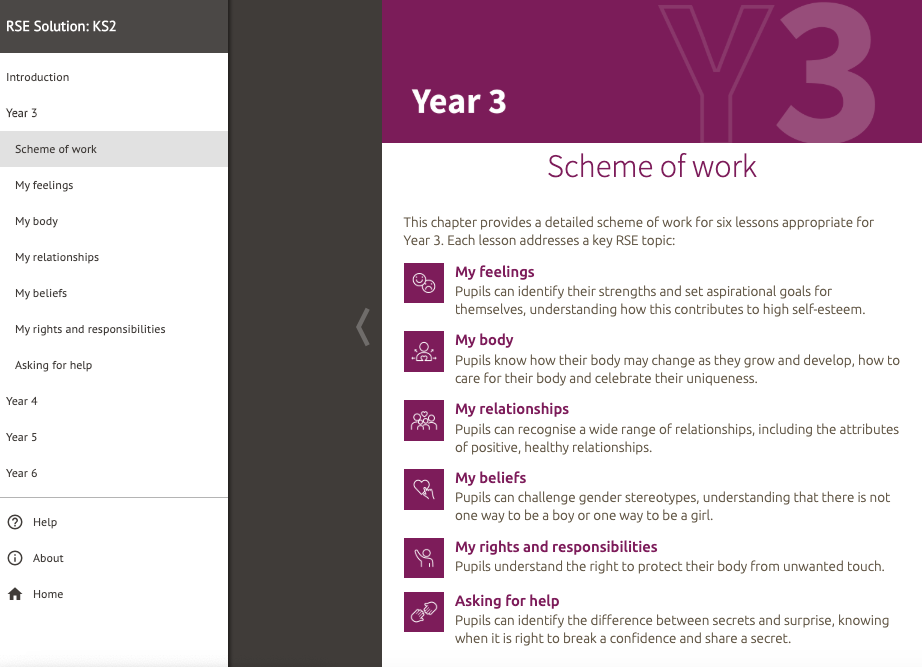 RSE Solution: KS2
Introduction
Year 3
Scheme of work
My feelings
My body
My relationships
My beliefs
My rights and responsibilities
Asking for help
Year 4
Year 5
Year 6
Help
About
Home
Y3
Year 3
Scheme of work
This chapter provides a detailed scheme of work for six lessons appropriate for
Year 3. Each lesson addresses a key RSE topic:
My feelings
Pupils can identify their strengths and set aspirational goals for
themselves, understanding how this contributes to high self-esteem.
My body
Pupils know how their body may change as they grow and develop, how to
care for their body and celebrate their uniqueness.
My relationships
Pupils can recognise a wide range of relationships, including the attributes
of positive, healthy relationships.
My beliefs
Pupils can challenge gender stereotypes, understanding that there is not
one way to be a boy or one way to be a girl.
My rights and responsibilities
Pupils understand the right to protect their body from unwanted touch.
Asking for help
Pupils can identify the difference between secrets and surprise, knowing
when it is right to break a confidence and share a secret.